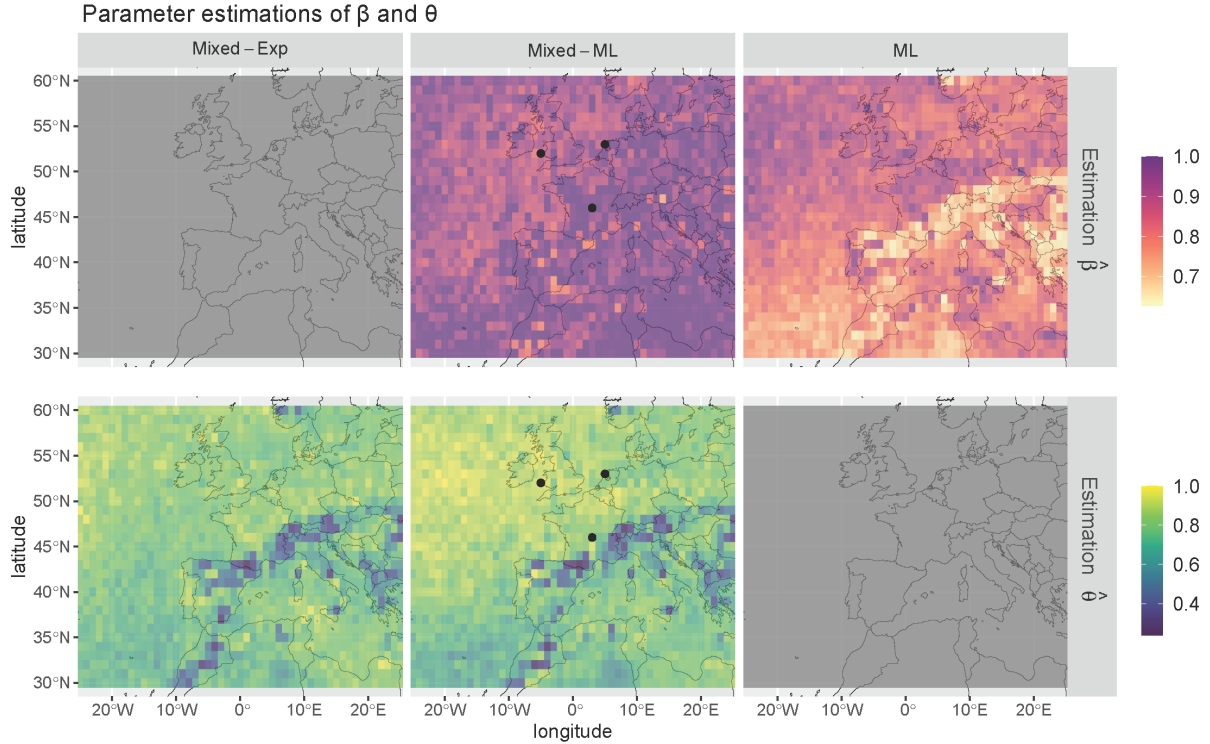 Parameter estimations of β and θ
Mixed – Exp
Mixed – ML
ML
60°N
55°N
50°N
45°N
40°N
35°N
30°N
latitude
Estimation β̂
1.0
0.9
0.8
0.7
60°N
55°N
50°N
45°N
40°N
35°N
30°N
latitude
Estimation θ̂
1.0
0.8
0.6
0.4
20°W 10°W 0° 10°E 20°E
20°W 10°W 0° 10°E 20°E
20°W 10°W 0° 10°E 20°E
longitude